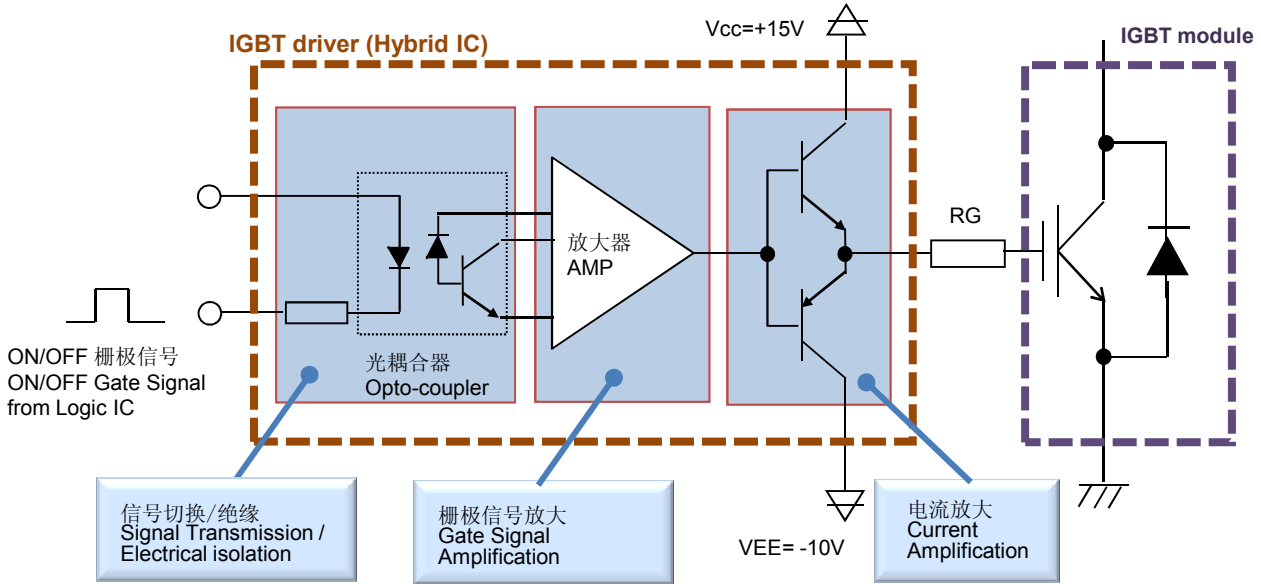 Vcc=+15V
IGBT driver (Hybrid IC)
IGBT module
放大器
AMP
RG
ON/OFF 栅极信号
ON/OFF Gate Signal
from Logic IC
光耦合器
Opto-coupler
信号切换/绝缘
Signal Transmission /
Electrical isolation
栅极信号放大
Gate Signal
Amplification
VEE= -10V
电流放大
Current
Amplification